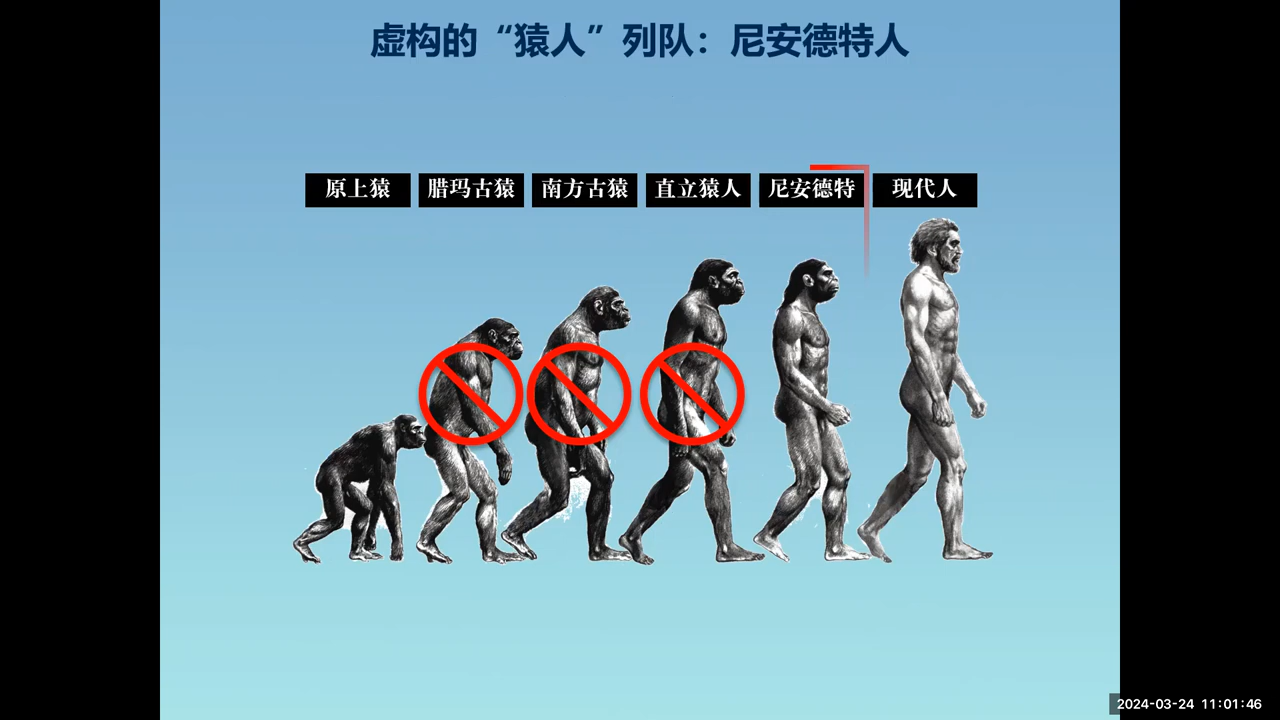 虚构的“猿人”列队：尼安德特人
原上猿 腊玛古猿 南方古猿 直立猿人 尼安德特 现代人
2024-03-24 11:01:46